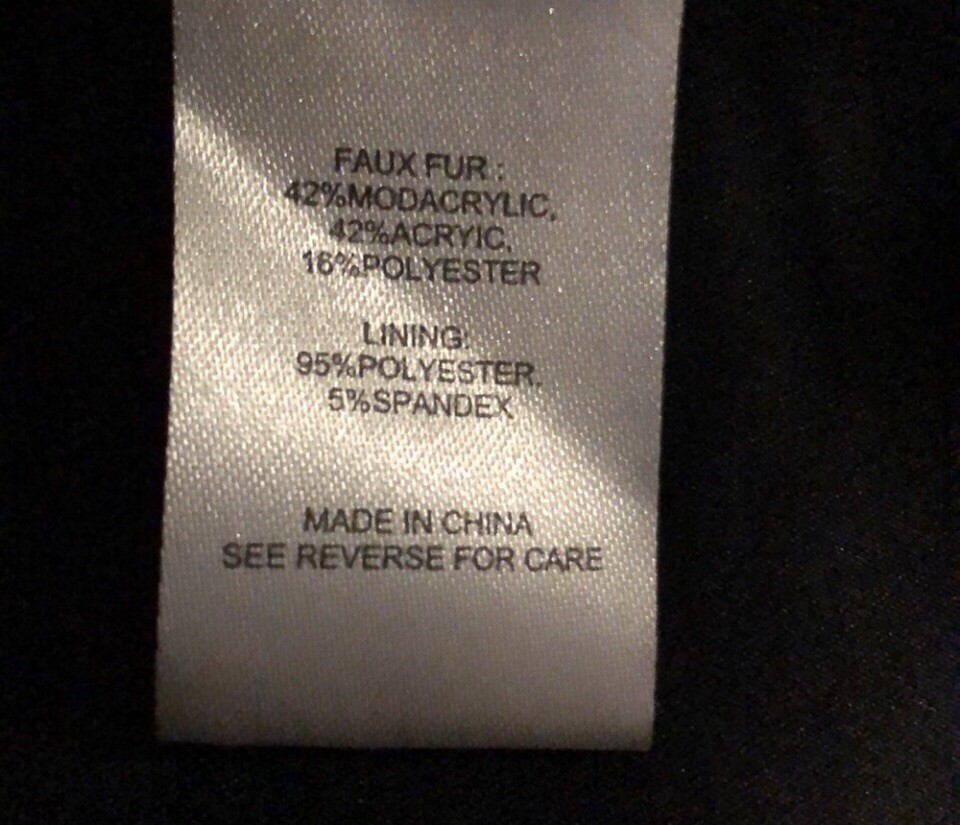 FAUX FUR :
42%MODACRYLIC,
42%ACRYIC,
16%POLYESTER
LINING:
95%POLYESTER,
5%SPANDEX
MADE IN CHINA
SEE REVERSE FOR CARE